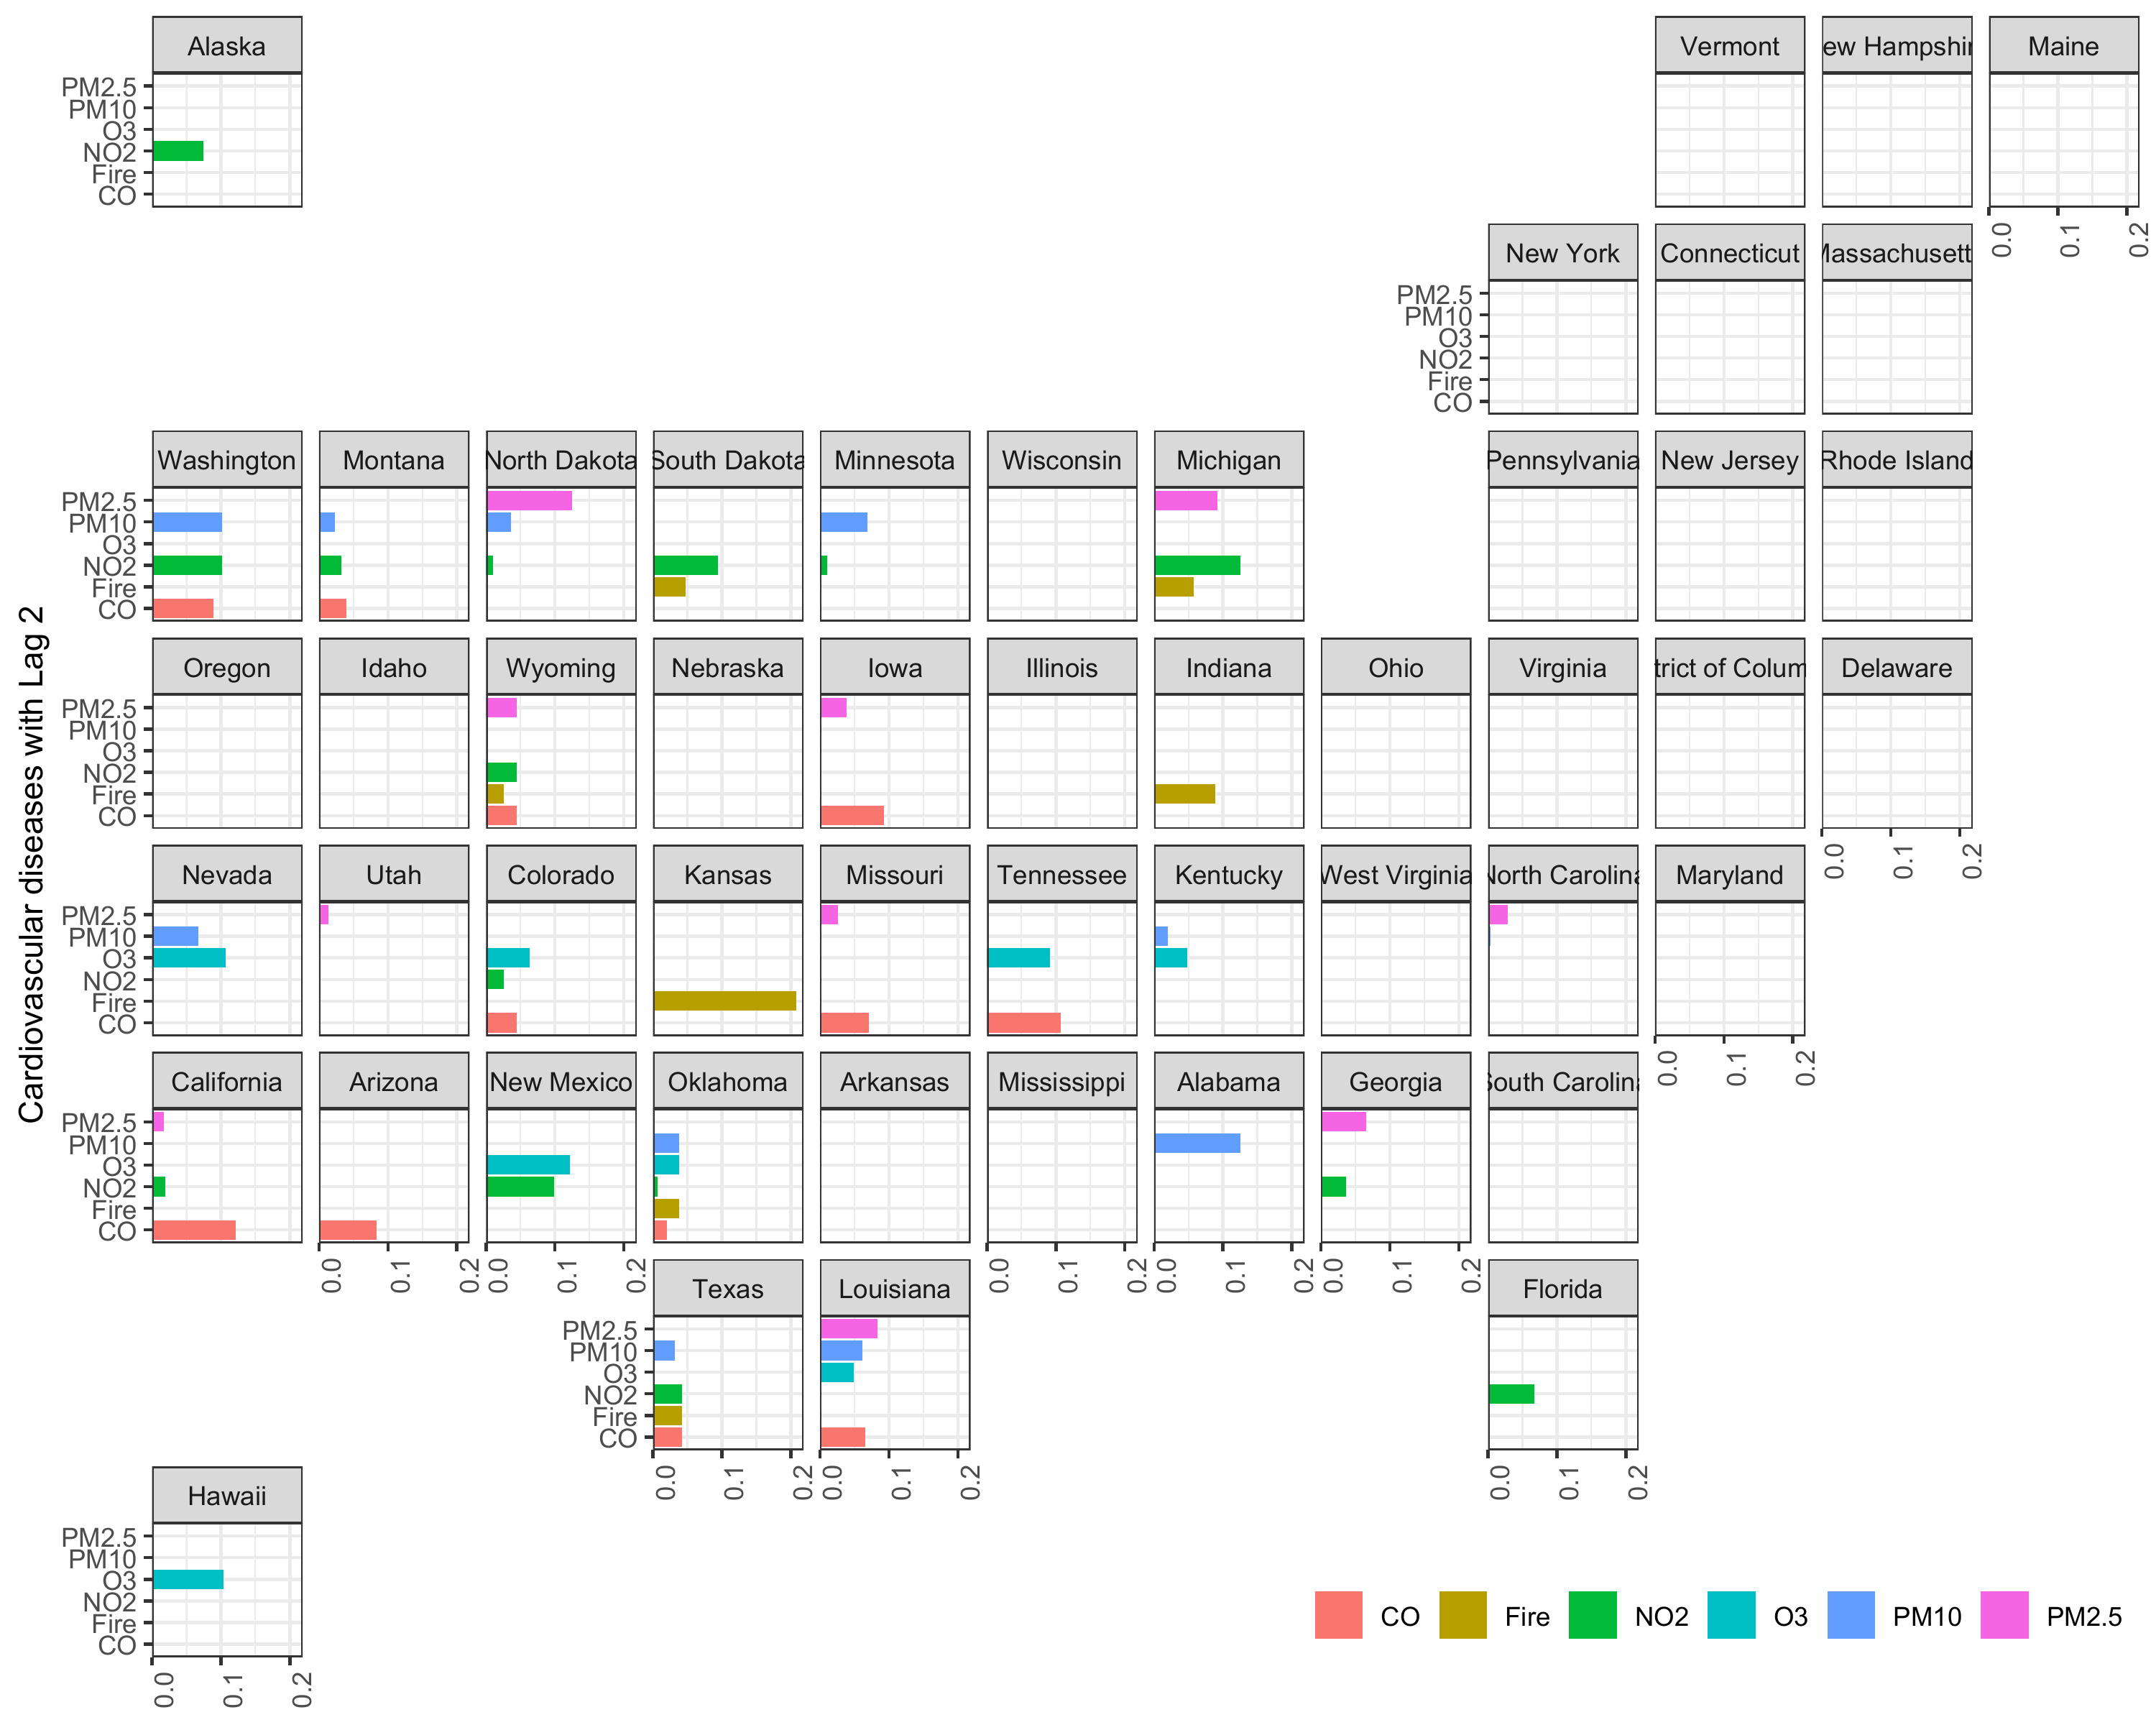 Alaska
Vermont
ew Hampshir
Maine
PM2.5
PM10
O3
NO2
Fire
CO
0.0
0.1
0.2
New York
Connecticut
Massachusett
PM2.5
PM10
O3
NO2
Fire
CO
Washington
Montana
North Dakota
South Dakota
Minnesota
Wisconsin
Michigan
Pennsylvania
New Jersey
Rhode Island
PM2.5
PM10
O3
NO2
Fire
CO
Cardiovascular diseases with Lag 2
Oregon
Idaho
Wyoming
Nebraska
Iowa
Illinois
Indiana
Ohio
Virginia
trict of Colum
Delaware
PM2.5
PM10
O3
NO2
Fire
CO
0.0
0.1
0.2
Nevada
Utah
Colorado
Kansas
Missouri
Tennessee
Kentucky
West Virginia
North Carolina
Maryland
PM2.5
PM10
O3
NO2
Fire
CO
0.0
0.1
0.2
California
Arizona
New Mexico
Oklahoma
Arkansas
Mississippi
Alabama
Georgia
South Carolina
PM2.5
PM10
O3
NO2
Fire
CO
0.0
0.1
0.2
0.0
0.1
0.2
0.0
0.1
0.2
0.0
0.1
0.2
0.0
0.1
0.2
Texas
Louisiana
Florida
PM2.5
PM10
O3
NO2
Fire
CO
0.0
0.1
0.2
0.0
0.1
0.2
0.0
0.1
0.2
Hawaii
PM2.5
PM10
O3
NO2
Fire
CO
0.0
0.1
0.2
CO
Fire
NO2
O3
PM10
PM2.5